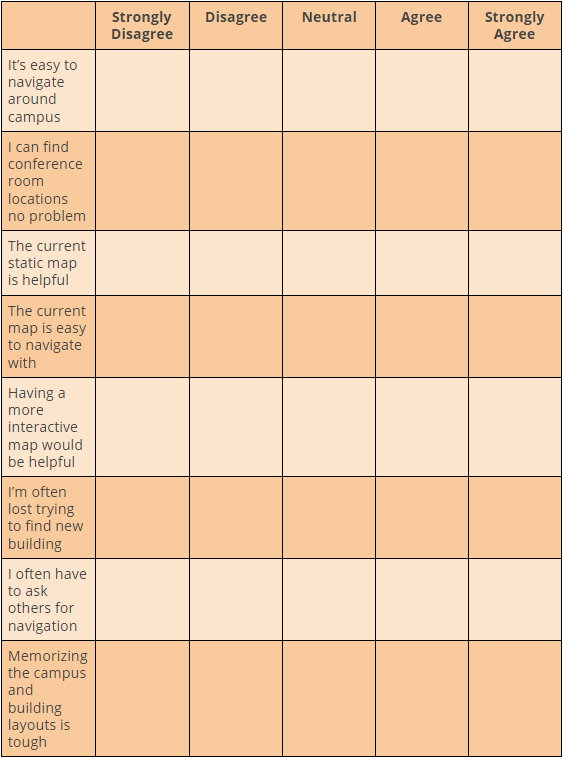 Strongly Disagree Neutral Agree Strongly
Disagree Agree
It’s easy to
navigate
around
campus
I can find
conference
room
locations
no problem
The current
static map
is helpful
The current
map is easy
to navigate
with
Having a
more
interactive
map would
be helpful
I’m often
lost trying
to find new
building
I often have
to ask
others for
navigation
Memorizing
the campus
and
building
layouts is
tough